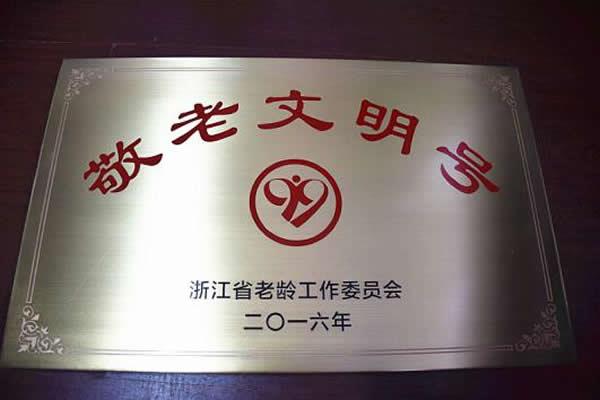 敬老文明号
浙江省老龄工作委员会
二〇一六年